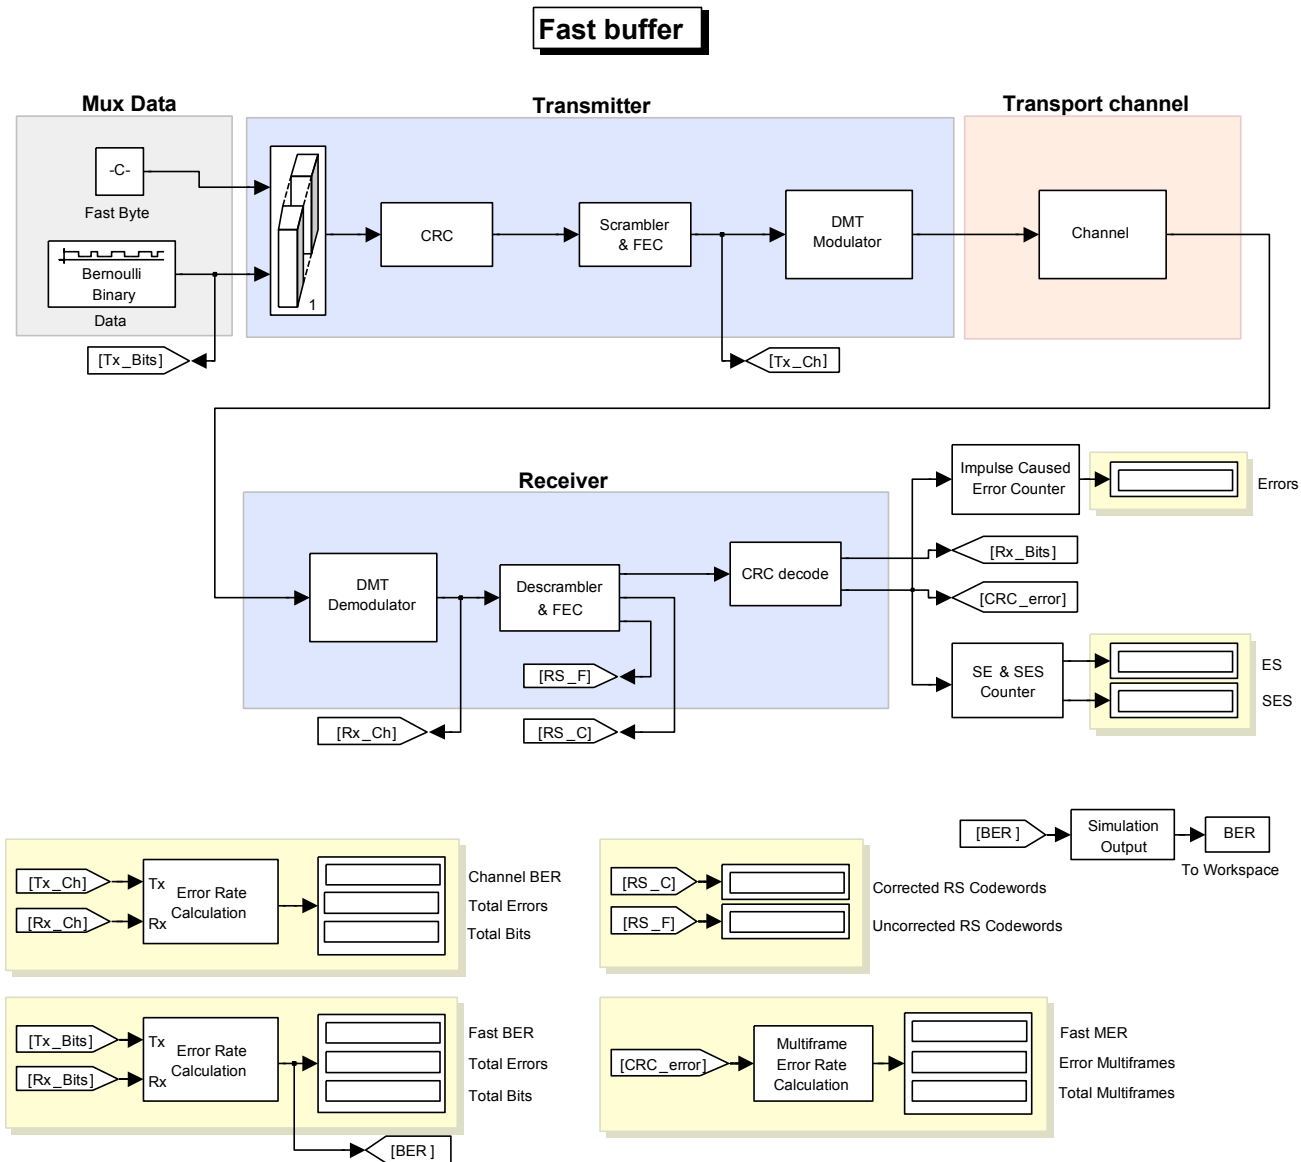 Fast buffer
Mux Data
Transmitter
Transport channel
-C-
Fast Byte
Bernoulli
Binary
Data
1
CRC
Scrambler
& FEC
DMT
Modulator
Channel
[Tx_Bits]
[Tx_Ch]
Receiver
DMT
Demodulator
Descrambler
& FEC
CRC decode
Impulse Caused
Error Counter
Errors
[Rx_Bits]
[CRC_error]
SE & SES
Counter
ES
SES
[RS_F]
[Rx_Ch]
[RS_C]
[BER ]
Simulation
Output
BER
To Workspace
[Tx_Ch]
[Rx_Ch]
Tx
Rx
Error Rate
Calculation
Channel BER
Total Errors
Total Bits
[RS_C]
[RS_F]
Corrected RS Codewords
Uncorrected RS Codewords
[Tx_Bits]
[Rx_Bits]
Tx
Rx
Error Rate
Calculation
Fast BER
Total Errors
Total Bits
[BER ]
[CRC_error]
Multiframe
Error Rate
Calculation
Fast MER
Error Multiframes
Total Multiframes